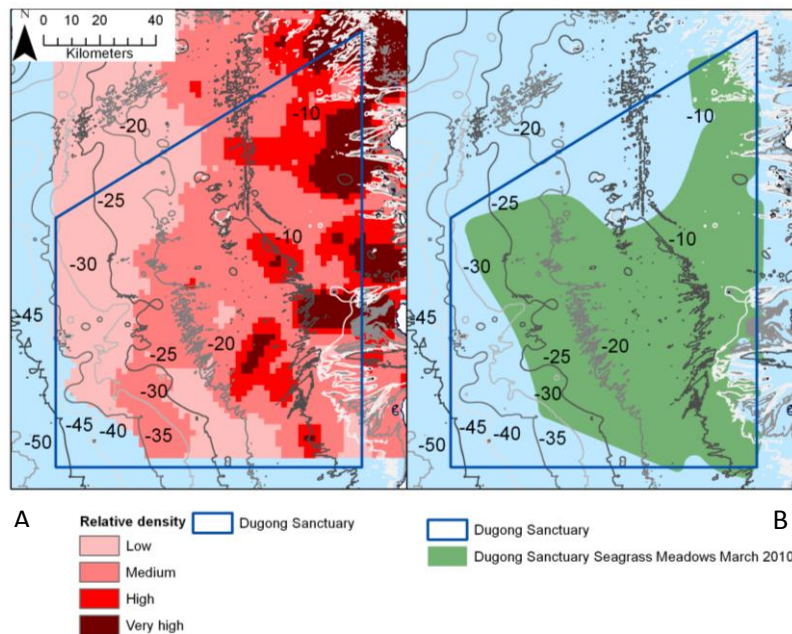 N
0 10 20 40
Kilometers
-20
-10
-25
-30
-10
-45
-20
-25
-30
-45
-40
-35
-50
-10
-20
-25
-30
-10
-45
-20
-25
-30
-45
-40
-35
-50
A
B
Relative density
Low
Medium
High
Very high
Dugong Sanctuary
Dugong Sanctuary
Dugong Sanctuary Seagrass Meadows March 2010